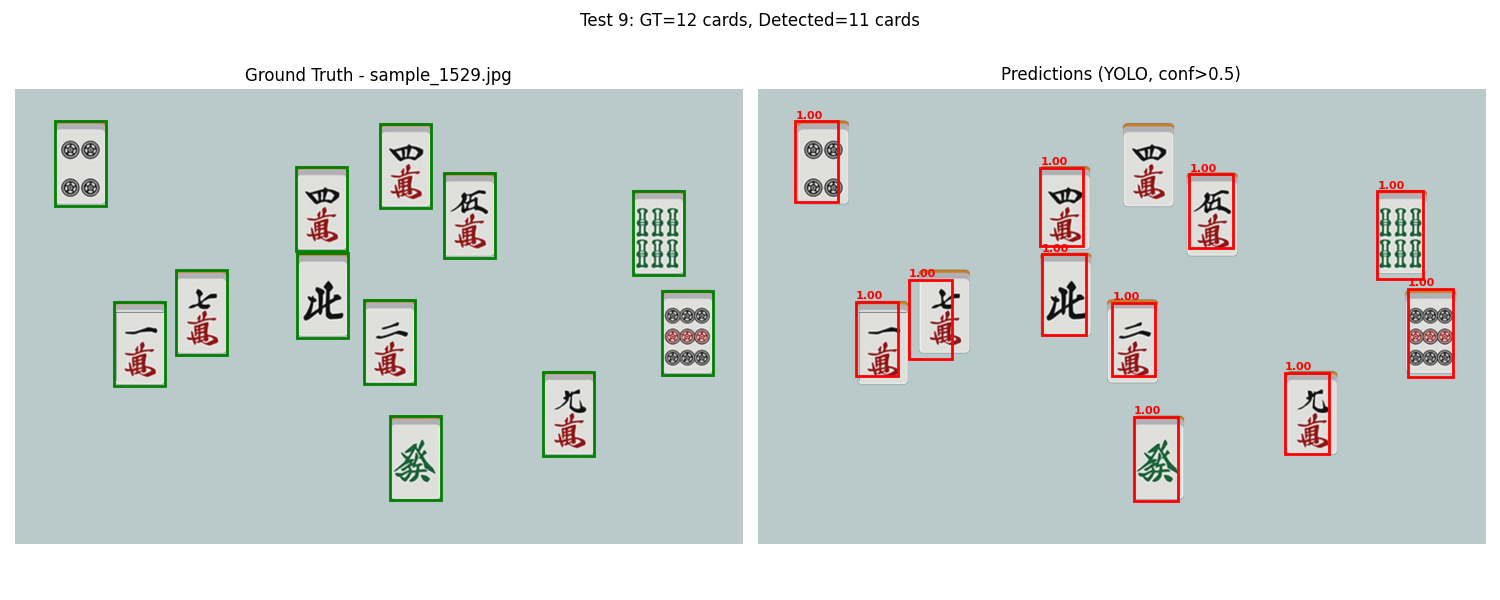 Test 9: GT=12 cards, Detected=11 cards
Ground Truth - sample_1529.jpg
四萬
四萬
伍萬
七萬
一萬
北
二萬
九萬
發
Predictions (YOLO, conf>0.5)
1.00
四萬
1.00
四萬
1.00
伍萬
1.00
1.00
北
1.00
七萬
1.00
一萬
1.00
二萬
1.00
1.00
九萬
1.00
發